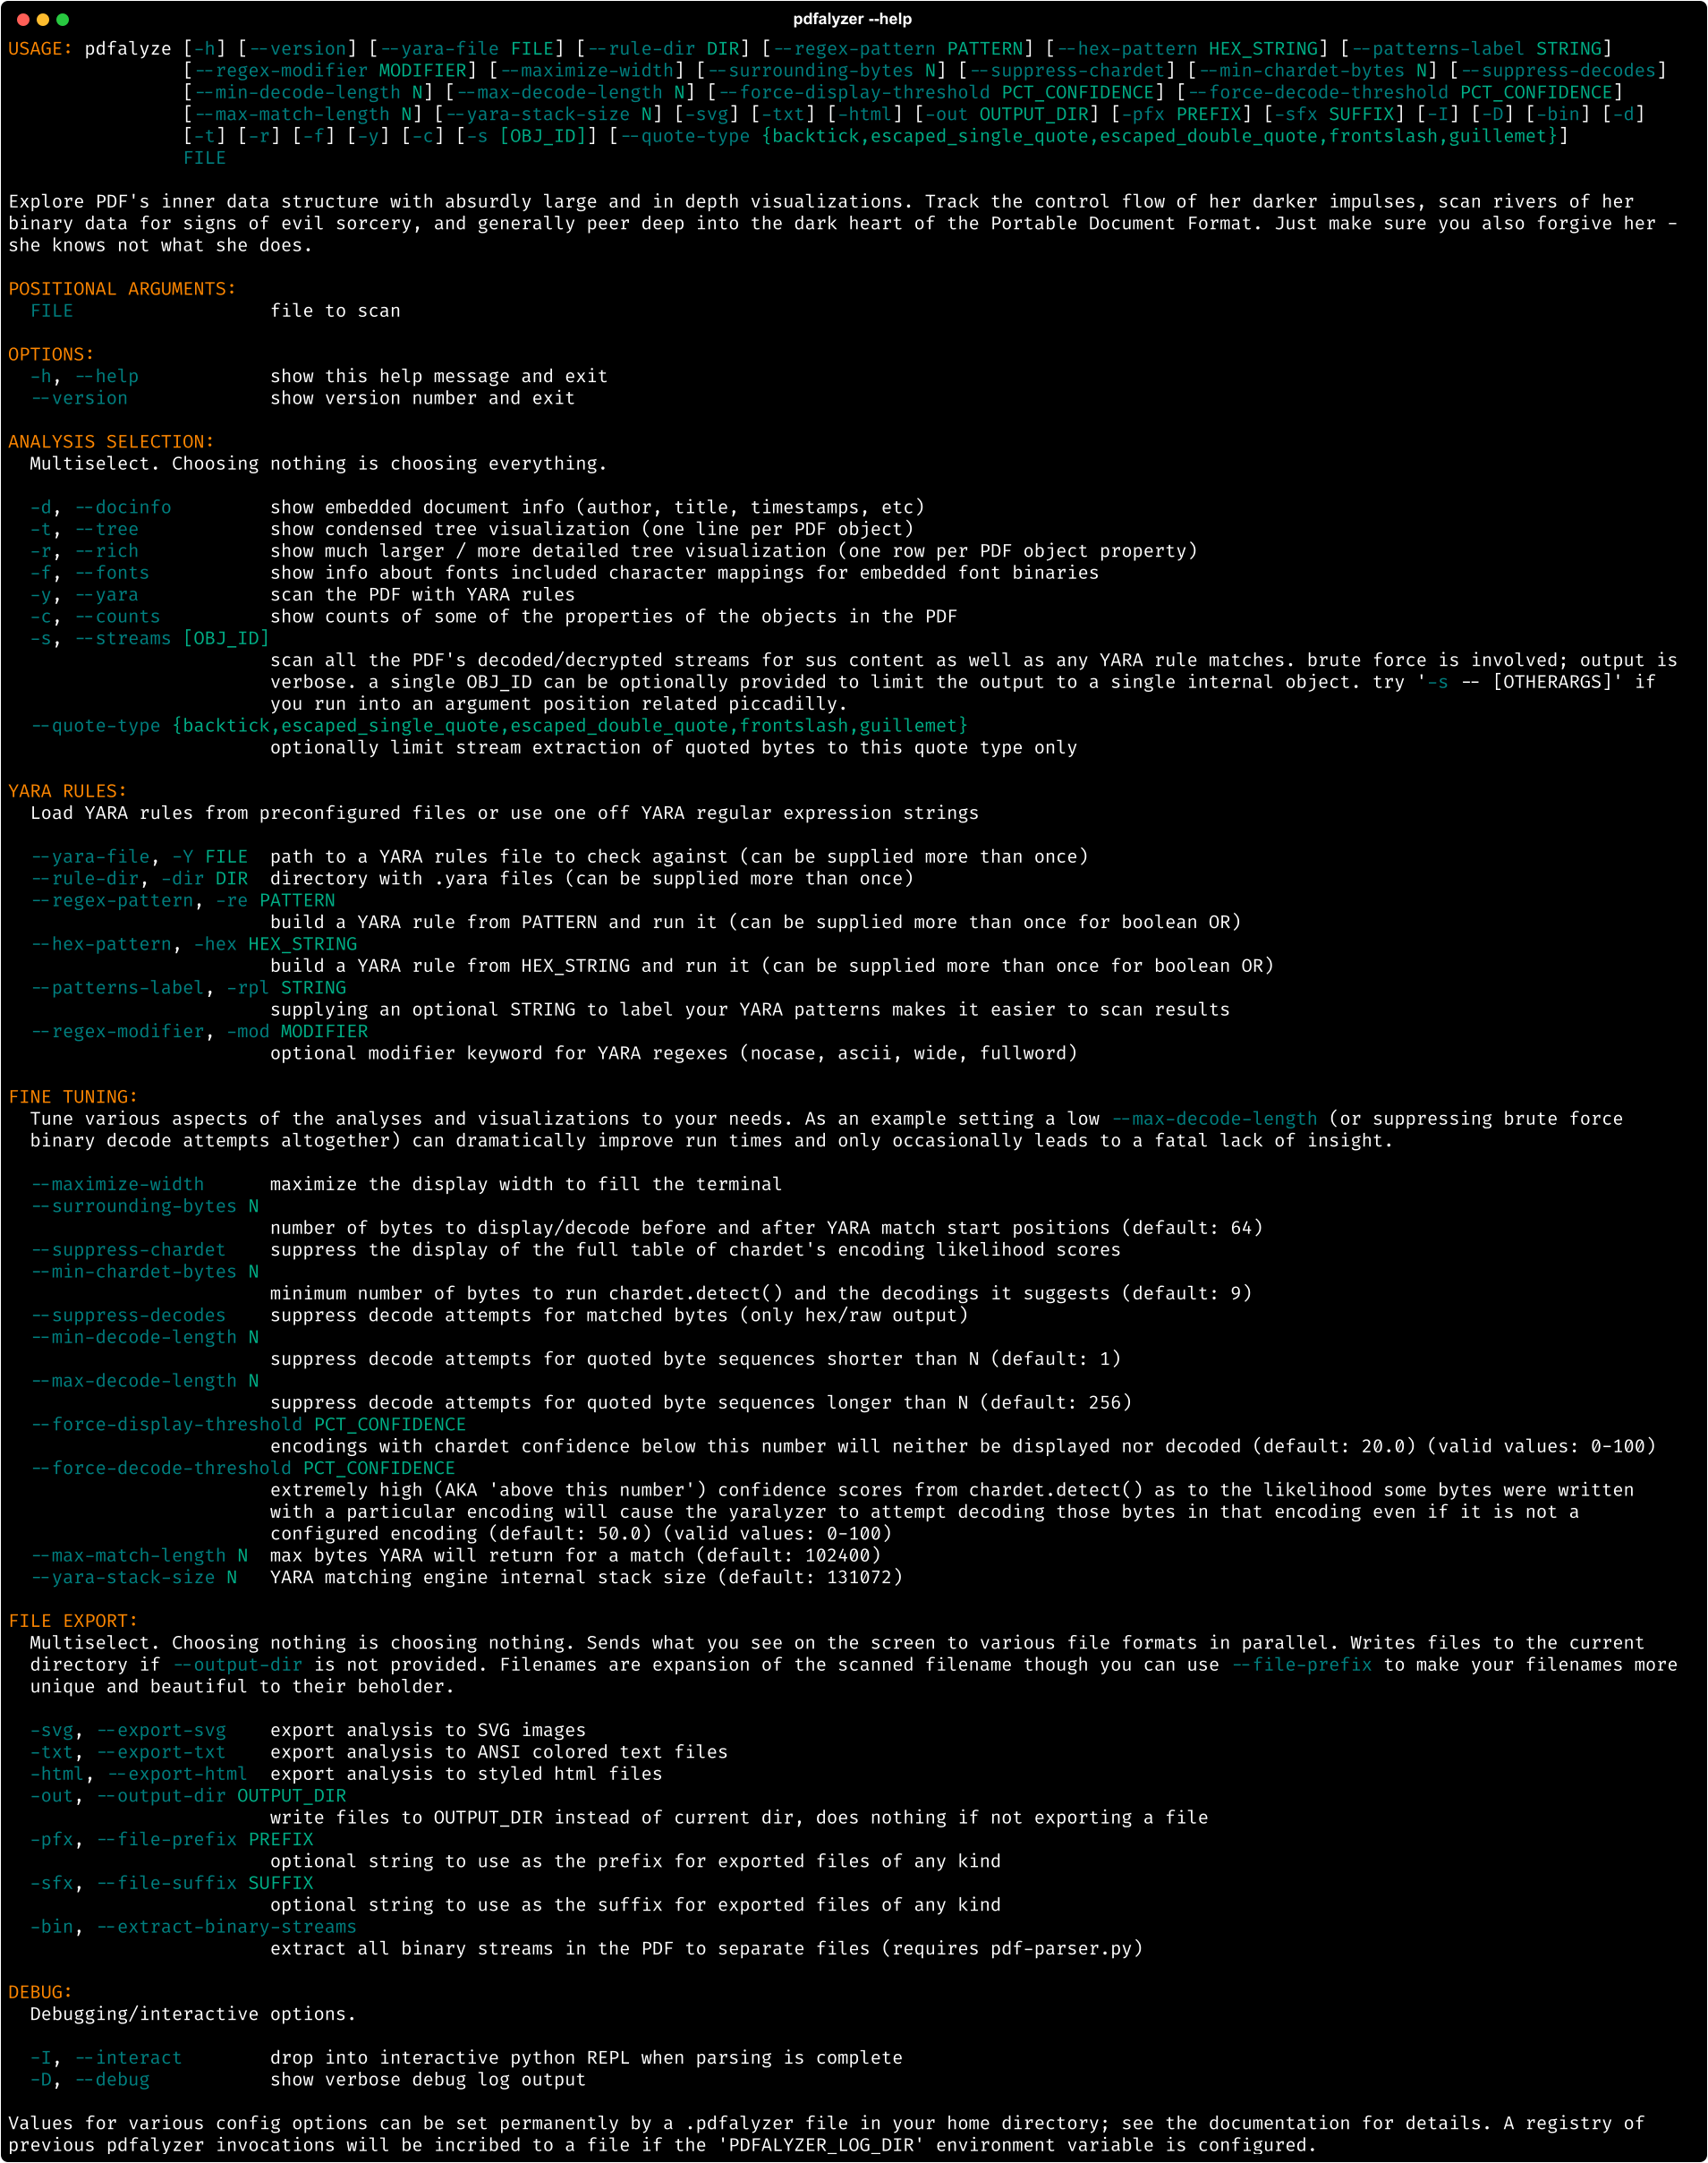 pdfalyzer --help
USAGE: pdfalyze [-h] [--version] [--yara-file FILE] [--rule-dir DIR] [--regex-pattern PATTERN] [--hex-pattern HEX_STRING] [--patterns-label STRING]
[--regex-modifier MODIFIER] [--maximize-width] [--surrounding-bytes N] [--suppress-chardet] [--min-chardet-bytes N] [--suppress-decodes]
[--min-decode-length N] [--max-decode-length N] [--force-display-threshold PCT_CONFIDENCE] [--force-decode-threshold PCT_CONFIDENCE]
[--max-match-length N] [--yara-stack-size N] [-svg] [-txt] [-html] [-out OUTPUT_DIR] [-pfx PREFIX] [-sfx SUFFIX] [-I] [-D] [-bin] [-d]
[-t] [-r] [-f] [-y] [-c] [-s [OBJ_ID]] [--quote-type {backtick,escaped_single_quote,escaped_double_quote,frontslash,guillemet}]
FILE
Explore PDF's inner data structure with absurdly large and in depth visualizations. Track the control flow of her darker impulses, scan rivers of her
binary data for signs of evil sorcery, and generally peer deep into the dark heart of the Portable Document Format. Just make sure you also forgive her -
she knows not what she does.
POSITIONAL ARGUMENTS:
FILE file to scan
OPTIONS:
-h, --help show this help message and exit
--version show version number and exit
ANALYSIS SELECTION:
Multiselect. Choosing nothing is choosing everything.
-d, --docinfo show embedded document info (author, title, timestamps, etc)
-t, --tree show condensed tree visualization (one line per PDF object)
-r, --rich show much larger / more detailed tree visualization (one row per PDF object property)
-f, --fonts show info about fonts included character mappings for embedded font binaries
-y, --yara scan the PDF with YARA rules
-c, --counts show counts of some of the properties of the objects in the PDF
-s, --streams [OBJ_ID]
scan all the PDF's decoded/decrypted streams for sus content as well as any YARA rule matches. brute force is involved; output is
verbose. a single OBJ_ID can be optionally provided to limit the output to a single internal object. try '-s -- [OTHERARGS]' if
you run into an argument position related piccadilly.
--quote-type {backtick,escaped_single_quote,escaped_double_quote,frontslash,guillemet}
optionally limit stream extraction of quoted bytes to this quote type only
YARA RULES:
Load YARA rules from preconfigured files or use one off YARA regular expression strings
--yara-file, -Y FILE path to a YARA rules file to check against (can be supplied more than once)
--rule-dir, -dir DIR directory with .yara files (can be supplied more than once)
--regex-pattern, -re PATTERN
build a YARA rule from PATTERN and run it (can be supplied more than once for boolean OR)
--hex-pattern, -hex HEX_STRING
build a YARA rule from HEX_STRING and run it (can be supplied more than once for boolean OR)
--patterns-label, -rpl STRING
supplying an optional STRING to label your YARA patterns makes it easier to scan results
--regex-modifier, -mod MODIFIER
optional modifier keyword for YARA regexes (nocase, ascii, wide, fullword)
FINE TUNING:
Tune various aspects of the analyses and visualizations to your needs. As an example setting a low --max-decode-length (or suppressing brute force
binary decode attempts altogether) can dramatically improve run times and only occasionally leads to a fatal lack of insight.
--maximize-width maximize the display width to fill the terminal
--surrounding-bytes N
number of bytes to display/decode before and after YARA match start positions (default: 64)
--suppress-chardet suppress the display of the full table of chardet's encoding likelihood scores
--min-chardet-bytes N
minimum number of bytes to run chardet.detect() and the decodings it suggests (default: 9)
--suppress-decodes suppress decode attempts for matched bytes (only hex/raw output)
--min-decode-length N
suppress decode attempts for quoted byte sequences shorter than N (default: 1)
--max-decode-length N
suppress decode attempts for quoted byte sequences longer than N (default: 256)
--force-display-threshold PCT_CONFIDENCE
encodings with chardet confidence below this number will neither be displayed nor decoded (default: 20.0) (valid values: 0-100)
--force-decode-threshold PCT_CONFIDENCE
extremely high (AKA 'above this number') confidence scores from chardet.detect() as to the likelihood some bytes were written
with a particular encoding will cause the yaralyzer to attempt decoding those bytes in that encoding even if it is not a
configured encoding (default: 50.0) (valid values: 0-100)
--max-match-length N max bytes YARA will return for a match (default: 102400)
--yara-stack-size N YARA matching engine internal stack size (default: 131072)
FILE EXPORT:
Multiselect. Choosing nothing is choosing nothing. Sends what you see on the screen to various file formats in parallel. Writes files to the current
directory if --output-dir is not provided. Filenames are expansion of the scanned filename though you can use --file-prefix to make your filenames more
unique and beautiful to their beholder.
-svg, --export-svg export analysis to SVG images
-txt, --export-txt export analysis to ANSI colored text files
-html, --export-html export analysis to styled html files
-out, --output-dir OUTPUT_DIR
write files to OUTPUT_DIR instead of current dir, does nothing if not exporting a file
-pfx, --file-prefix PREFIX
optional string to use as the prefix for exported files of any kind
-sfx, --file-suffix SUFFIX
optional string to use as the suffix for exported files of any kind
-bin, --extract-binary-streams
extract all binary streams in the PDF to separate files (requires pdf-parser.py)
DEBUG:
Debugging/interactive options.
-I, --interact drop into interactive python REPL when parsing is complete
-D, --debug show verbose debug log output
Values for various config options can be set permanently by a .pdfalyzer file in your home directory; see the documentation for details. A registry of
previous pdfalyzer invocations will be incribed to a file if the 'PDFALYZER_LOG_DIR' environment variable is configured.